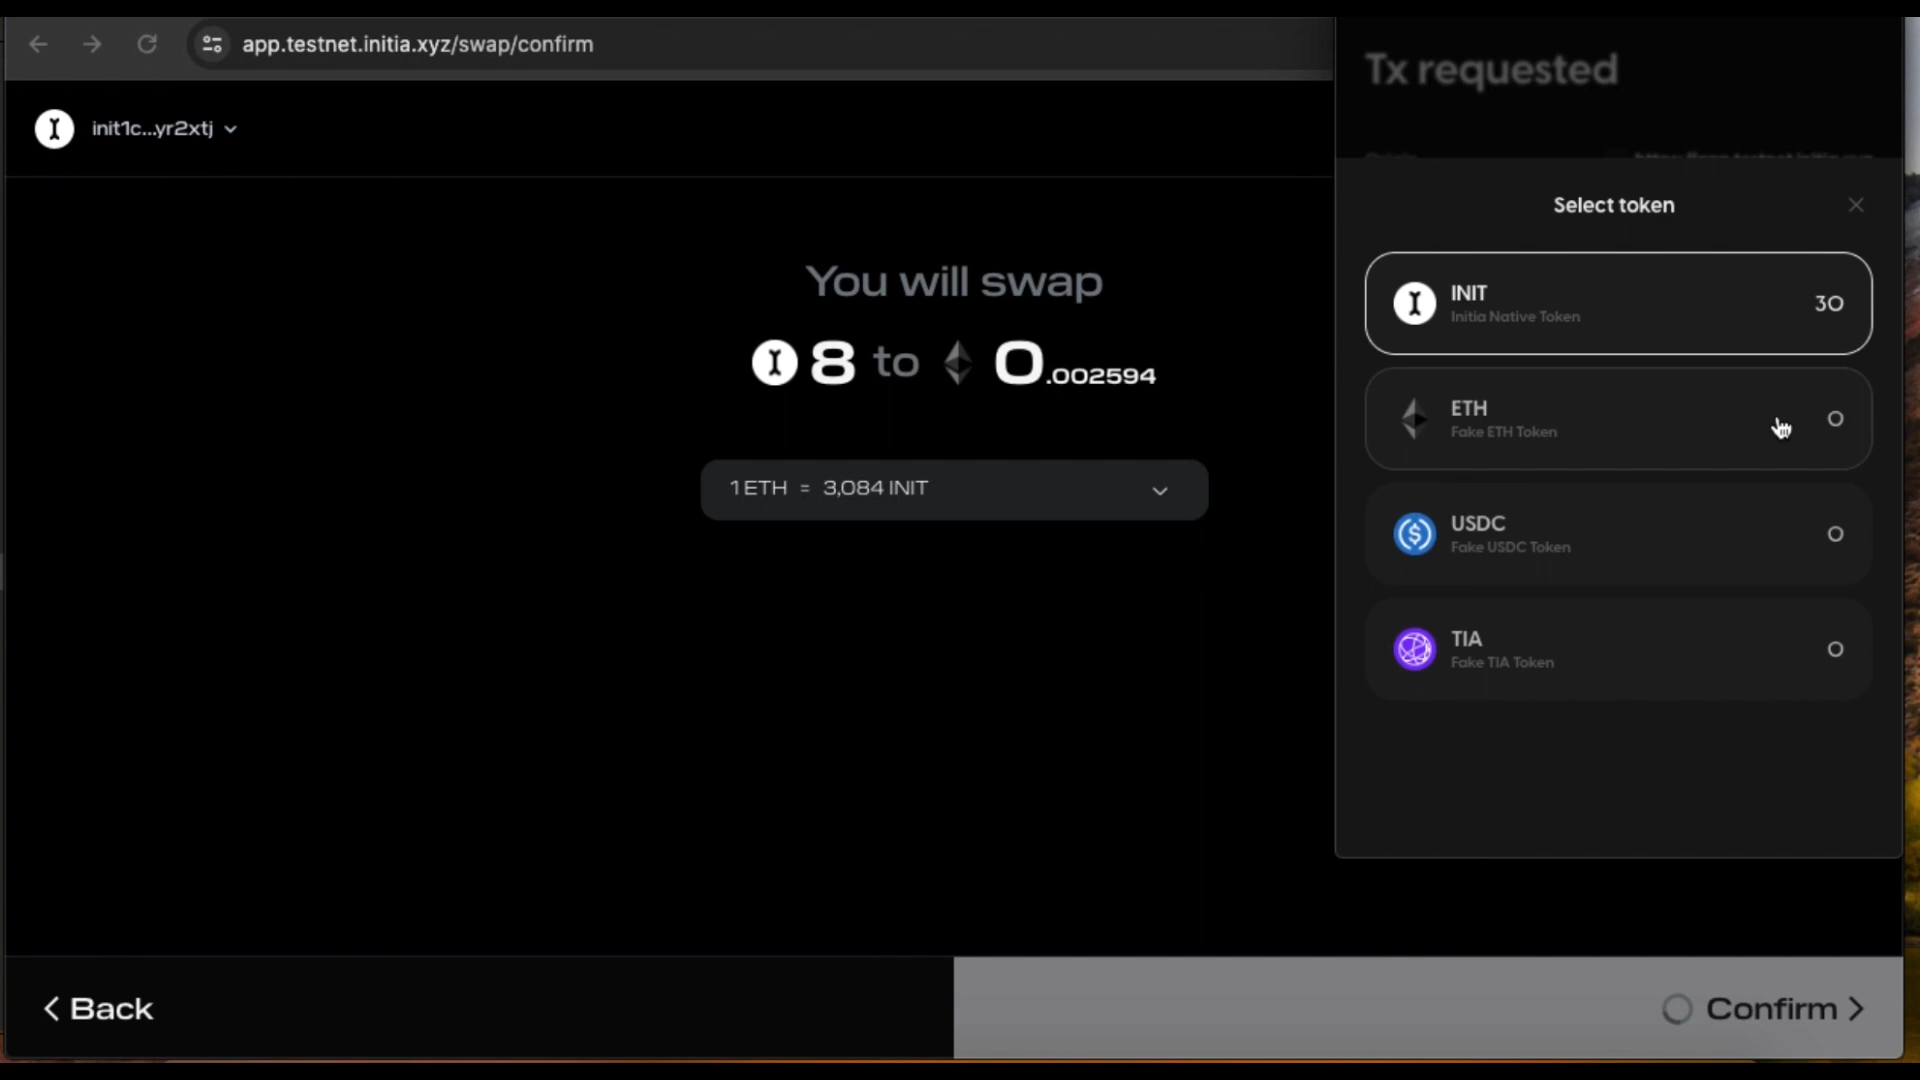 app.testnet.initia.xyz/swap/confirm
Tx requested
init1c...yr2xtj
Select token
You will swap
8 to 0.002594
1 ETH = 3,084 INIT
INIT
Initia Native Token
30
ETH
Fake ETH Token
0
USDC
Fake USDC Token
0
TIA
Fake TIA Token
0
Back
Confirm